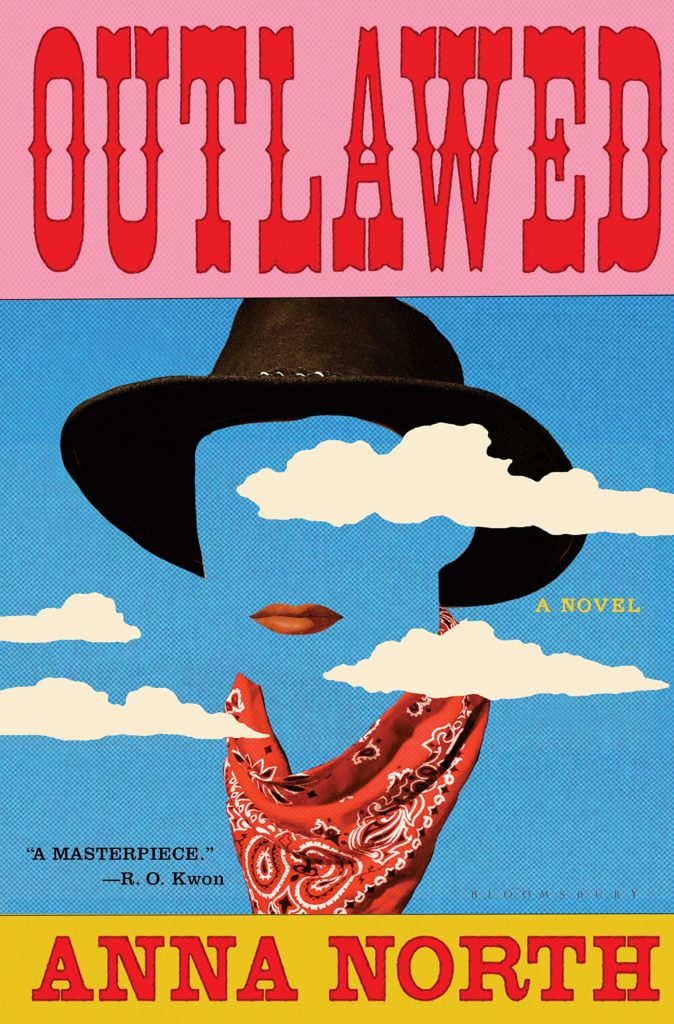 OUTLAWED
A NOVEL
“A MASTERPIECE.”
—R. O. Kwon
BLOOMSBURY
ANNA NORTH